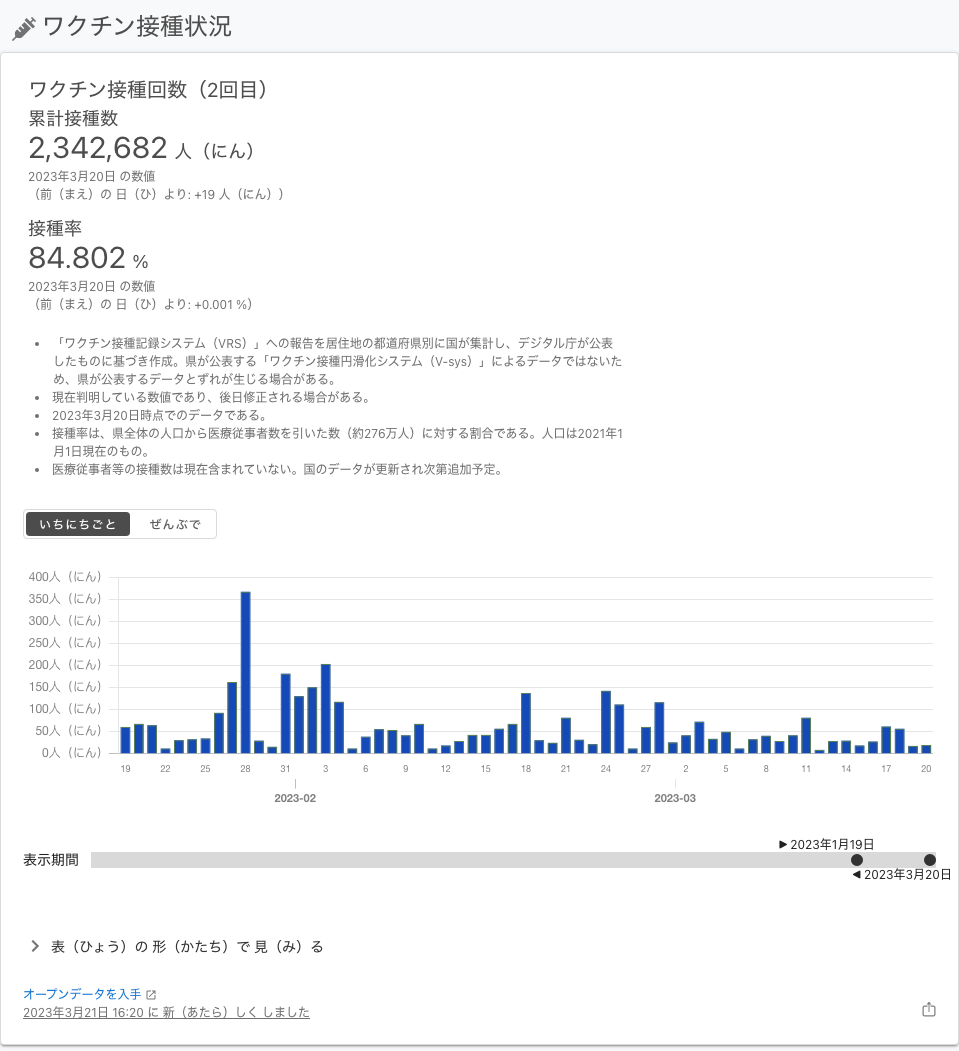 ワクチン接種状況
ワクチン接種回数（2回目）
累計接種数
2,342,682 人（にん）
2023年3月20日 の数値
（前（まえ）の 日（ひ）より: +19 人（にん））
接種率
84.802 %
2023年3月20日 の数値
（前（まえ）の 日（ひ）より: +0.001 %）
• 「ワクチン接種記録システム（VRS）」への報告を居住地の都道府県別に国が集計し、デジタル庁が公表
したものに基づき作成。県が公表する「ワクチン接種円滑化システム（V-sys）」によるデータではないた
め、県が公表するデータとずれが生じる場合がある。
• 現在判明している数値であり、後日修正される場合がある。
• 2023年3月20日時点でのデータである。
• 接種率は、県全体の人口から医療従事者数を引いた数（約276万人）に対する割合である。人口は2021年1
月1日現在のもの。
• 医療従事者等の接種数は現在含まれていない。国のデータが更新され次第追加予定。
いちにちごと ぜんぶで
400人（にん）
350人（にん）
300人（にん）
250人（にん）
200人（にん）
150人（にん）
100人（にん）
50人（にん）
0人（にん）
19 22 25 28 31 3 6 9 12 15 18 21 24 27 2 5 8 11 14 17 20
2023-02 2023-03
▶ 2023年1月19日
表示期間
◀ 2023年3月20日
表（ひょう）の 形（かたち）で 見（み）る
オープンデータを入手
2023年3月21日 16:20 に 新（あたら）しく しました